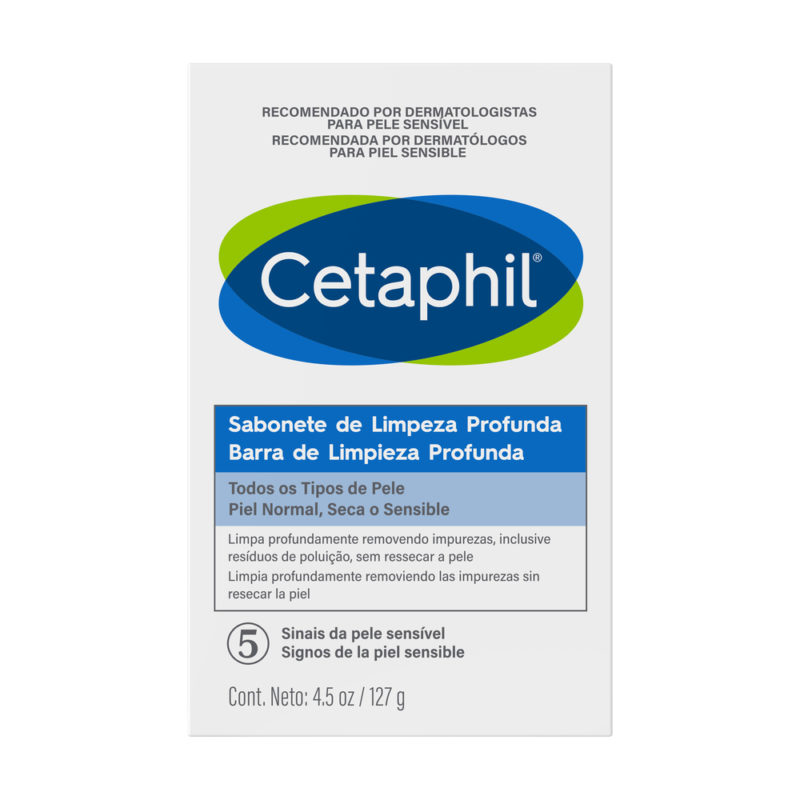 RECOMENDADO POR DERMATOLOGISTAS
PARA PELE SENSÍVEL
RECOMENDADA POR DERMATÓLOGOS
PARA PIEL SENSIBLE
Cetaphil®
Sabonete de Limpeza Profunda
Barra de Limpieza Profunda
Todos os Tipos de Pele
Piel Normal, Seca o Sensible
Limpa profundamente removendo impurezas, inclusive
resíduos de poluição, sem ressecar a pele
Limpia profundamente removiendo las impurezas sin
resecar la piel
5 Sinais da pele sensível
Signos de la piel sensible
Cont. Neto: 4.5 oz / 127 g